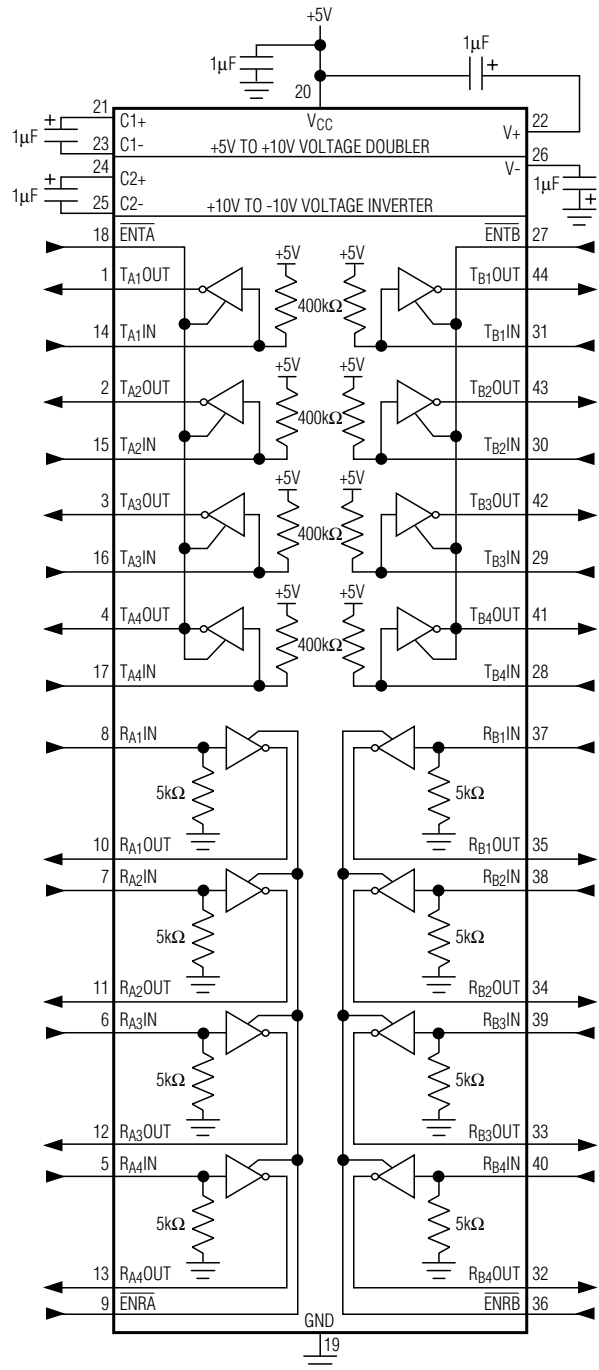 +5V
1µF
1µF
20
+
21
C1+
VCC
22
+
1µF
23
C1-
V+
24
+5V TO +10V VOLTAGE DOUBLER
26
+
C2+
V-
1µF
25
C2-
+10V TO -10V VOLTAGE INVERTER
1µF
+
18
ENTA
ENTB
27
+5V
+5V
1
TA1OUT
400kΩ
TB1OUT
44
14
TA1IN
TB1IN
31
+5V
+5V
2
TA2OUT
400kΩ
TB2OUT
43
15
TA2IN
TB2IN
30
+5V
+5V
3
TA3OUT
400kΩ
TB3OUT
42
16
TA3IN
TB3IN
29
+5V
+5V
4
TA4OUT
400kΩ
TB4OUT
41
17
TA4IN
TB4IN
28
8
RA1IN
RB1IN
37
5kΩ
5kΩ
10
RA1OUT
RB1OUT
35
7
RA2IN
RB2IN
38
5kΩ
5kΩ
11
RA2OUT
RB2OUT
34
6
RA3IN
RB3IN
39
5kΩ
5kΩ
12
RA3OUT
RB3OUT
33
5
RA4IN
RB4IN
40
5kΩ
5kΩ
13
RA4OUT
RB4OUT
32
9
ENRA
ENRB
36
GND
19